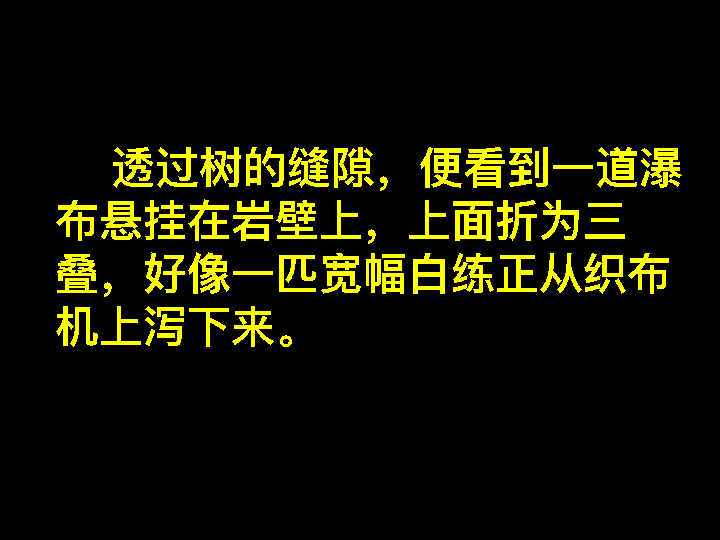 透过树的缝隙，便看到一道瀑
布悬挂在岩壁上，上面折为三
叠，好像一匹宽幅白练正从织布
机上泻下来。